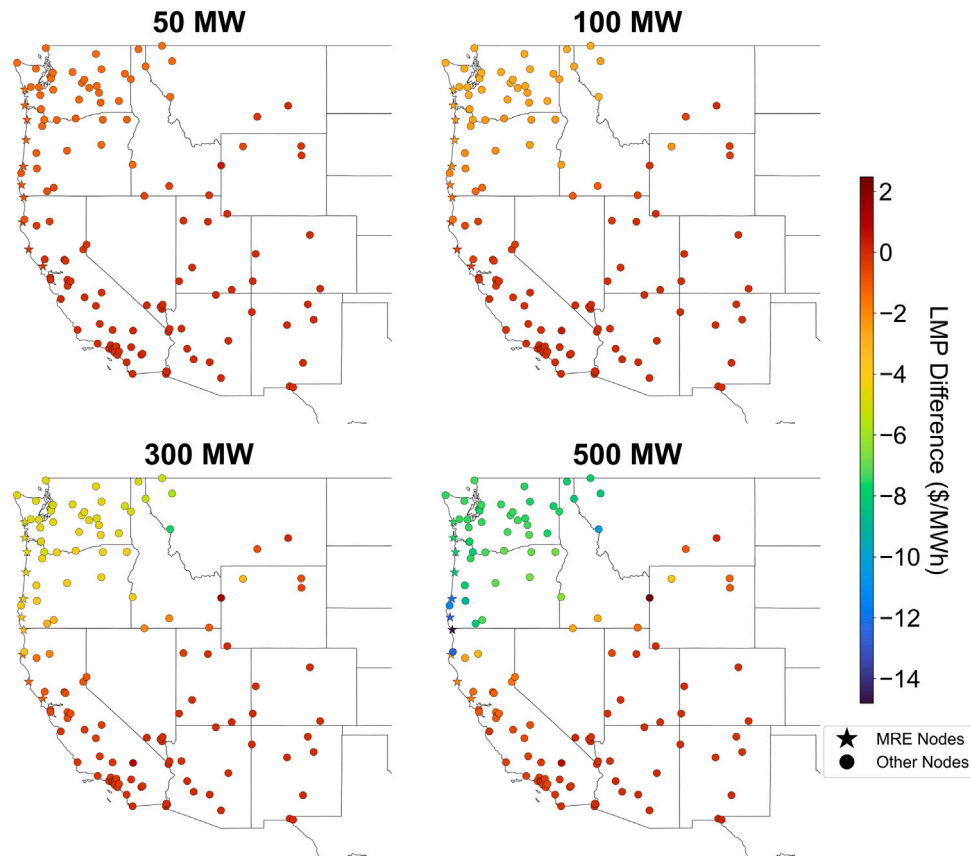 50 MW
100 MW
300 MW
500 MW
2
0
−2
−4
−6
−8
−10
−12
−14
LMP Difference ($/MWh)
MRE Nodes
Other Nodes